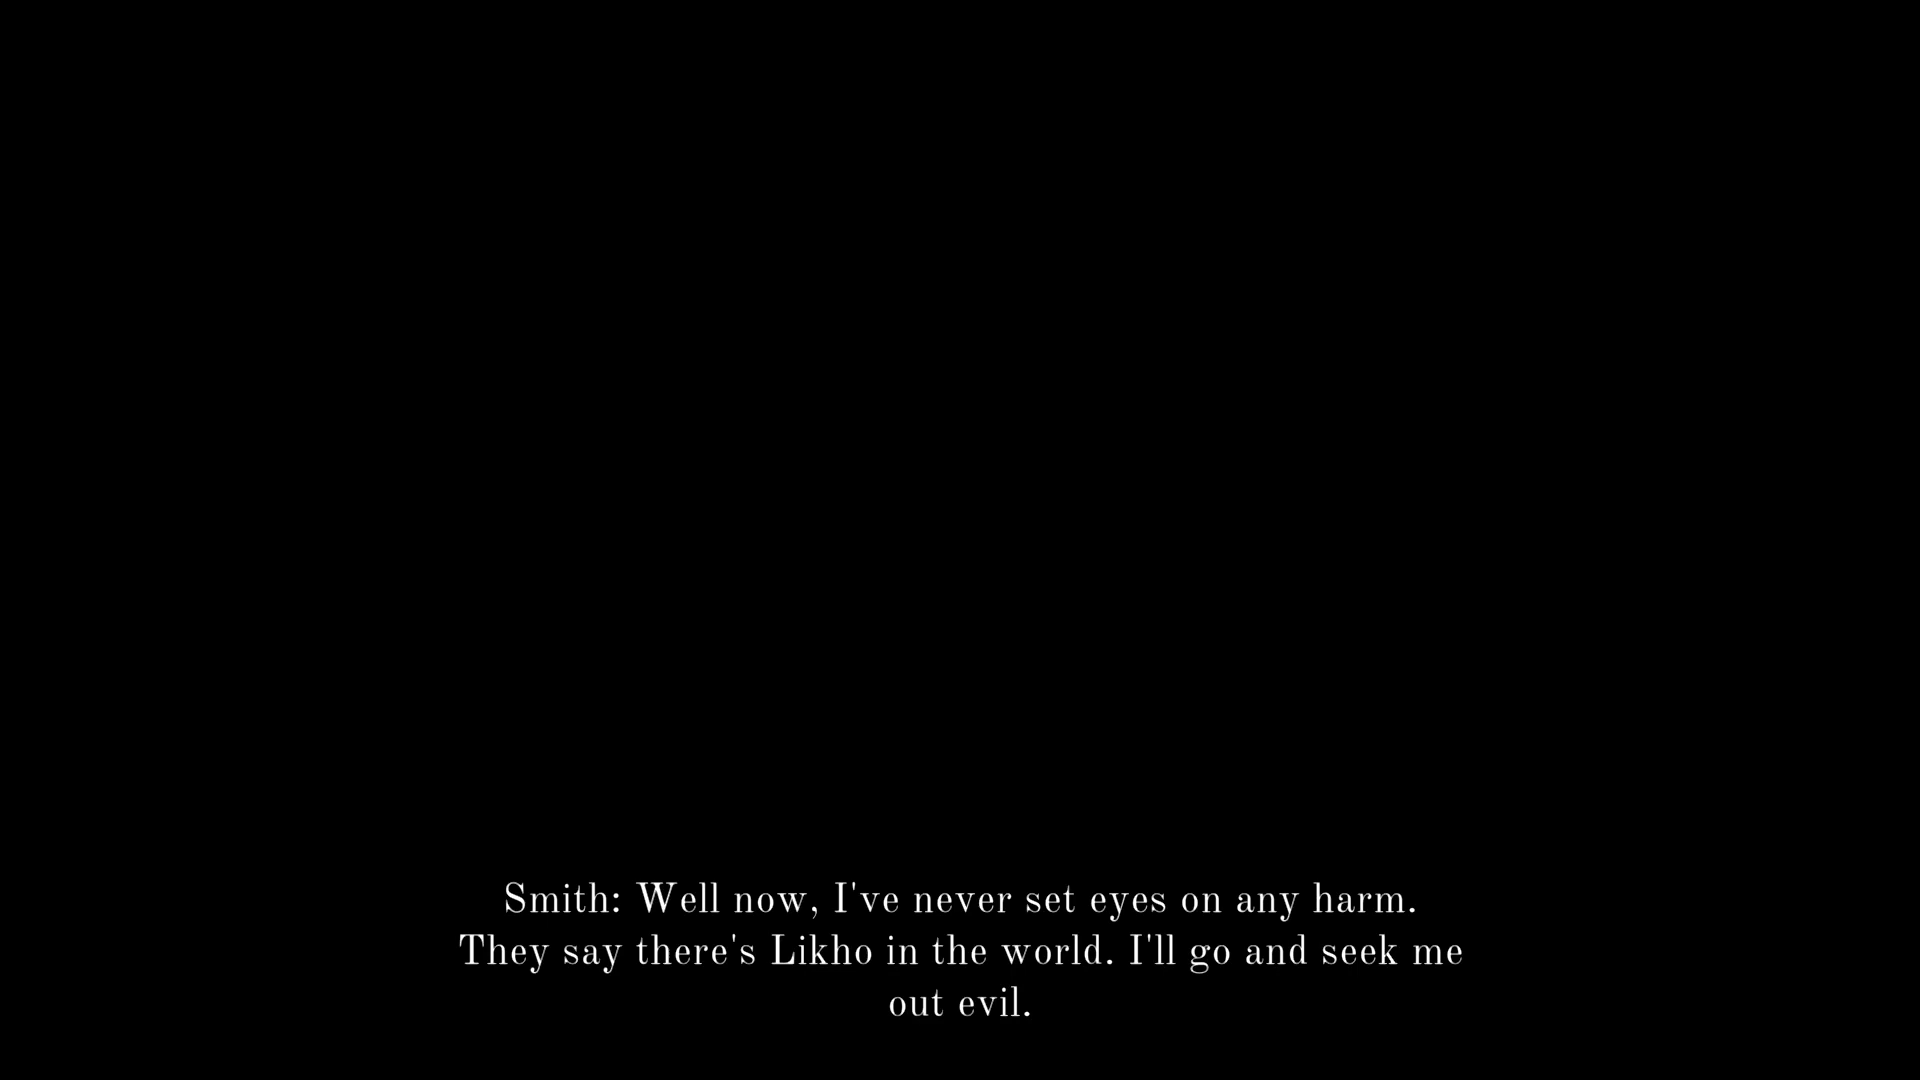 Smith: Well now, I've never set eyes on any harm.
They say there's Likho in the world. I'll go and seek me
out evil.